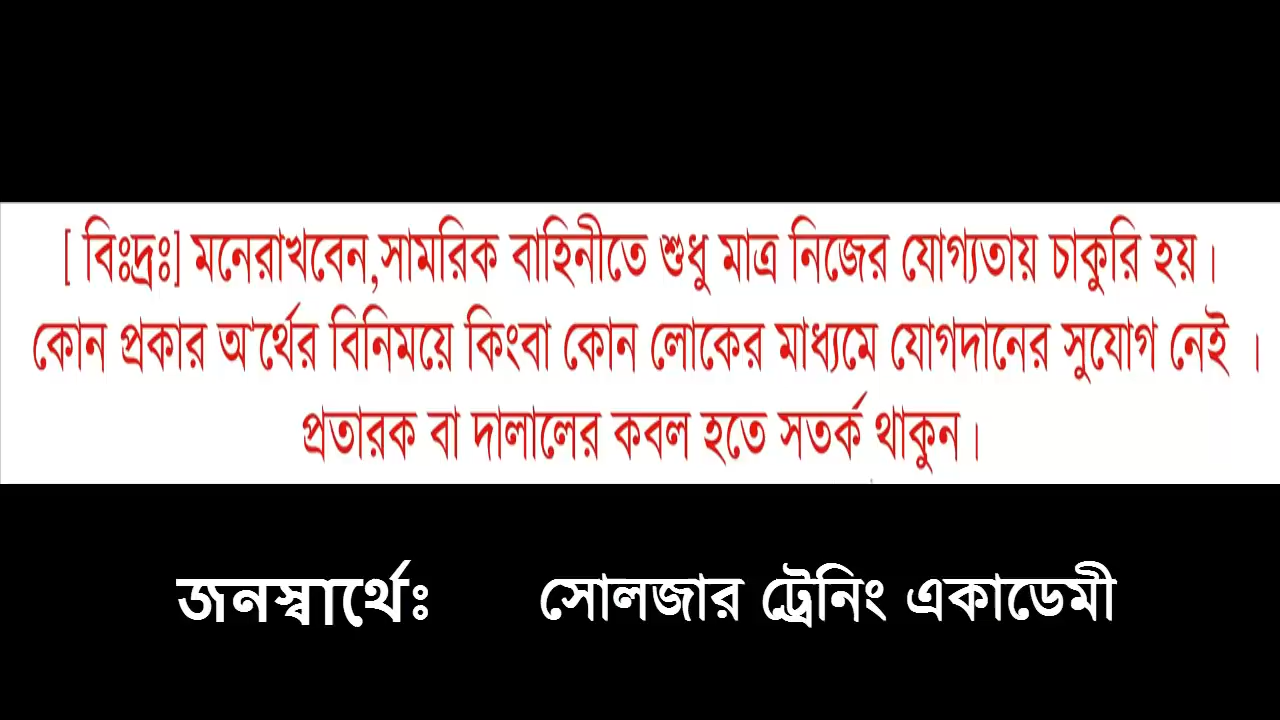 [ বিঃদ্রঃ] মনেরাখবেন,সামরিক বাহিনীতে শুধু মাত্র নিজের যোগ্যতায় চাকুরি হয়।
কোন প্রকার অর্থের বিনিময়ে কিংবা কোন লোকের মাধ্যমে যোগদানের সুযোগ নেই ।
প্রতারক বা দালালের কবল হতে সতর্ক থাকুন।
জনস্বার্থেঃ সোলজার ট্রেনিং একাডেমী